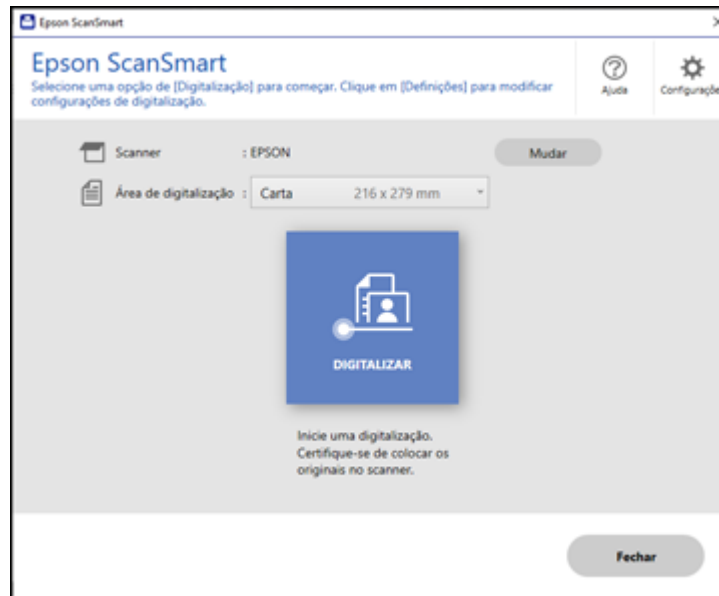 Epson ScanSmart
Epson ScanSmart
Selecione uma opção de [Digitalização] para começar. Clique em [Definições] para modificar
configurações de digitalização.
Ajuda
Configuraçõe
Scanner : EPSON
Mudar
Área de digitalização : Carta 216 x 279 mm
DIGITALIZAR
Inicie uma digitalização.
Certifique-se de colocar os
originais no scanner.
Fechar